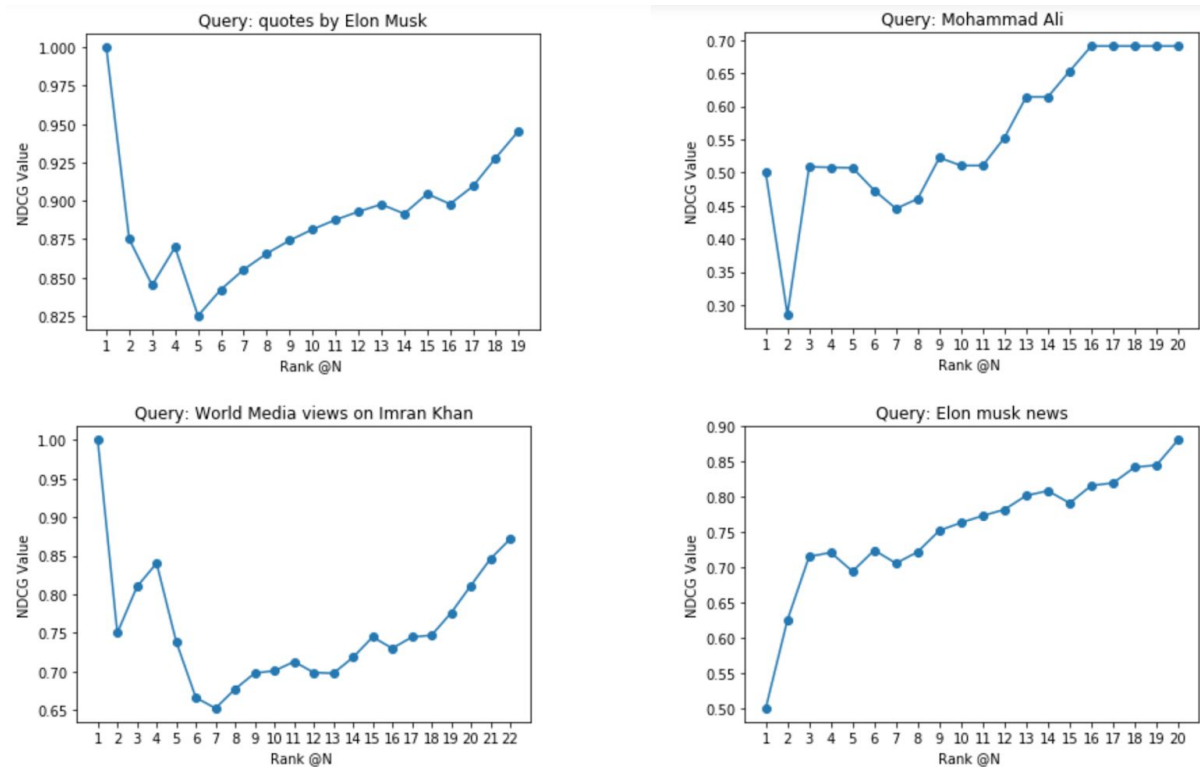 Query: quotes by Elon Musk
1.000
0.975
0.950
0.925
0.900
0.875
0.850
0.825
NDCG Value
1 2 3 4 5 6 7 8 9 10 11 12 13 14 15 16 17 18 19
Rank @N
Query: Mohammad Ali
0.70
0.65
0.60
0.55
0.50
0.45
0.40
0.35
0.30
NDCG Value
1 2 3 4 5 6 7 8 9 10 11 12 13 14 15 16 17 18 19 20
Rank @N
Query: World Media views on Imran Khan
1.00
0.95
0.90
0.85
0.80
0.75
0.70
0.65
NDCG Value
1 2 3 4 5 6 7 8 9 10 11 12 13 14 15 16 17 18 19 20 21 22
Rank @N
Query: Elon musk news
0.90
0.85
0.80
0.75
0.70
0.65
0.60
0.55
0.50
NDCG Value
1 2 3 4 5 6 7 8 9 10 11 12 13 14 15 16 17 18 19 20
Rank @N